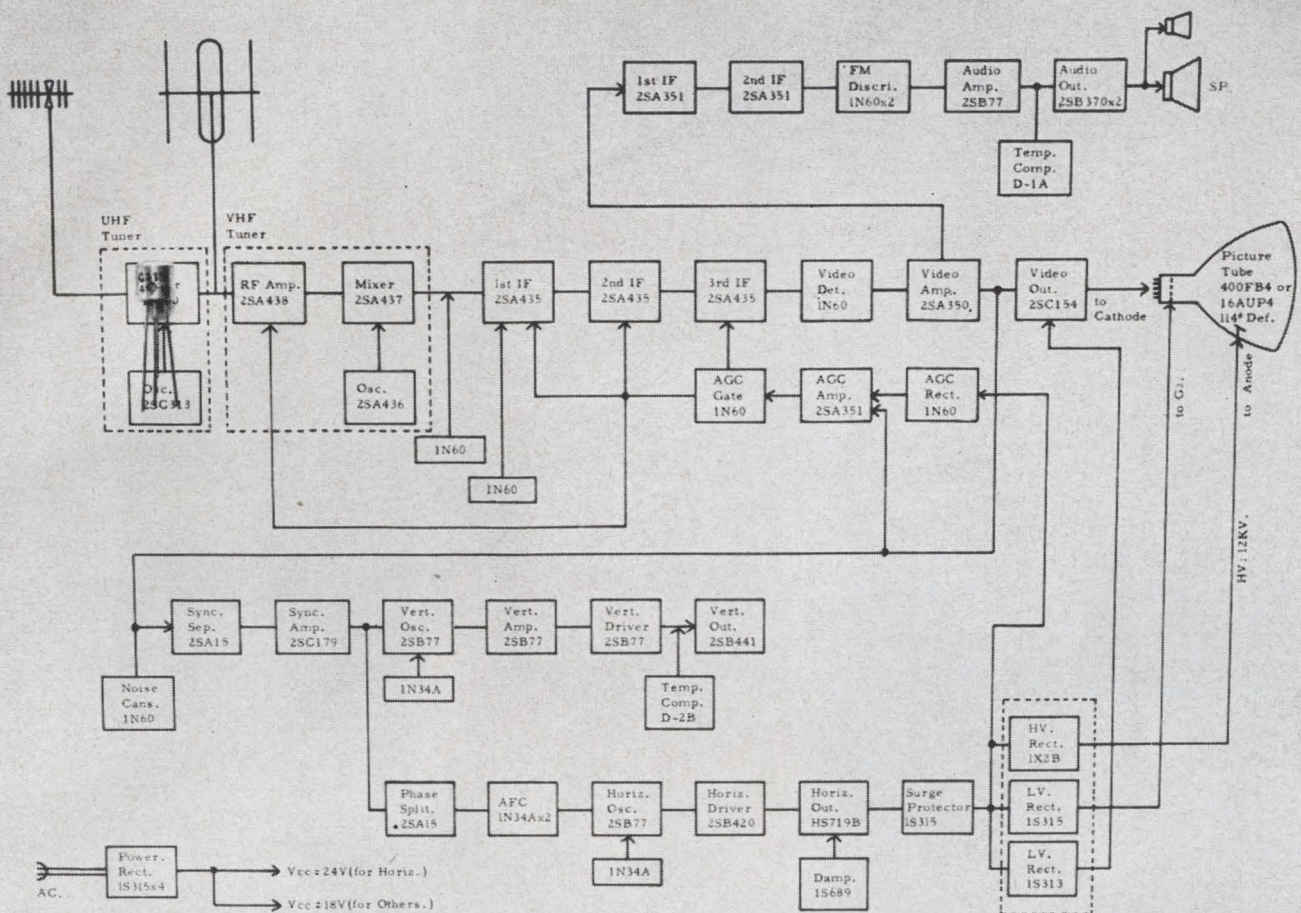 1st IF
2SA351
2nd IF
2SA351
FM
Discri.
1N60x2
Audio
Amp.
2SB77
Audio
Out.
2SB370x2
SP.
Temp.
Comp.
D-1A
UHF
Tuner
VHF
Tuner
Osc.
2SC313
RF Amp.
2SA438
Mixer
2SA437
Osc.
2SA436
1N60
1N60
1st IF
2SA435
2nd IF
2SA435
3rd IF
2SA435
Video
Det.
1N60
Video
Amp.
2SA350
Video
Out.
2SC154
to
Cathode
Picture
Tube
400FB4 or
16AUP4
114° Def.
AGC
Gate
1N60
AGC
Amp.
2SA351
AGC
Rect.
1N60
to G2.
to Anode
HV: 12KV.
Sync.
Sep.
2SA15
Sync.
Amp.
2SC179
Vert.
Osc.
2SB77
Vert.
Amp.
2SB77
Vert.
Driver
2SB77
Vert.
Out.
2SB441
Noise
Cans.
1N60
1N34A
Temp.
Comp.
D-2B
Phase
Split.
2SA15
AFC
1N34Ax2
Horiz.
Osc.
2SB77
Horiz.
Driver
2SB420
Horiz.
Out.
HS719B
Surge
Protector
1S315
HV.
Rect.
1X2B
LV.
Rect.
1S315
LV.
Rect.
1S313
1N34A
Damp.
1S689
AC.
Power.
Rect.
1S315x4
Vcc=24V(for Horiz.)
Vcc=18V(for Others.)